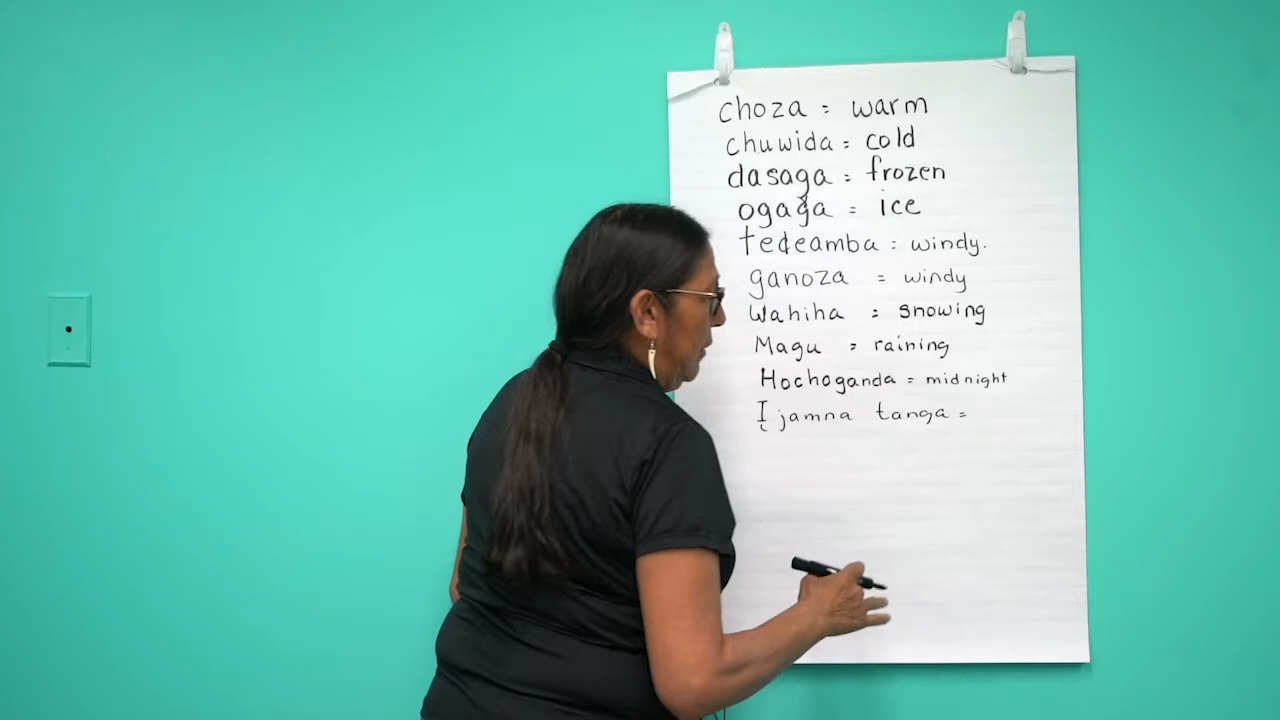 choza = warm
chuwida = cold
dasaga = frozen
ogaga = ice
tedeamba = windy.
ganoza = windy
Wahiha = snowing
Magu = raining
Hochoganda = midnight
Į jamna tanga =